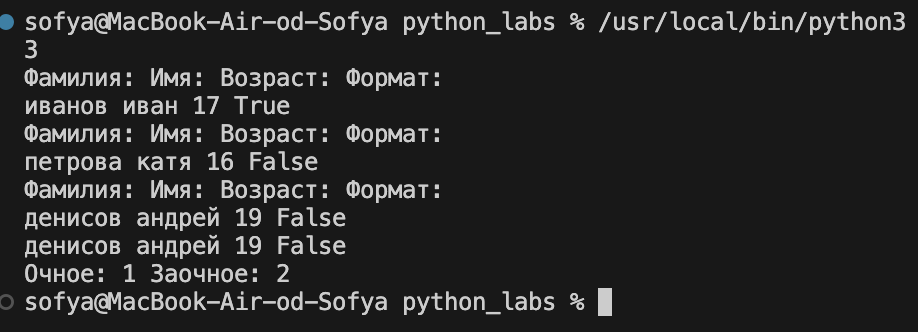 sofya@MacBook-Air-od-Sofya python_labs % /usr/local/bin/python3
3
Фамилия: Имя: Возраст: Формат:
иванов иван 17 True
Фамилия: Имя: Возраст: Формат:
петрова катя 16 False
Фамилия: Имя: Возраст: Формат:
денисов андрей 19 False
денисов андрей 19 False
Очное: 1 Заочное: 2
sofya@MacBook-Air-od-Sofya python_labs %